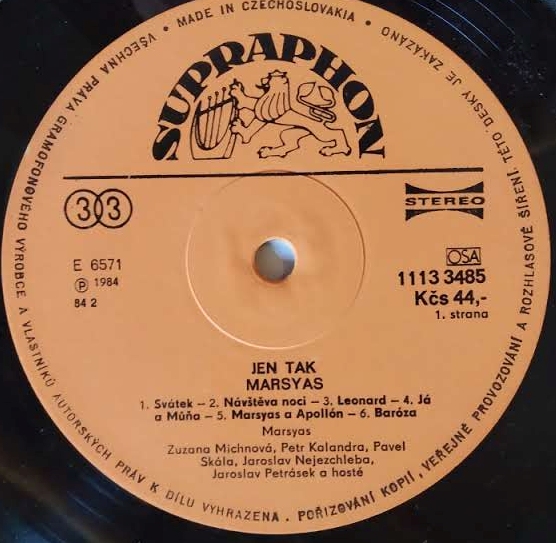 • MADE IN CZECHOSLOVAKIA •
VŠECHNA PRÁVA GRAMOFONOVÉHO VÝROBCE A VLASTNÍKŮ AUTORSKÝCH PRÁV K DÍLU VYHRAZENA. POŘIZOVÁNÍ KOPIÍ, VEŘEJNÉ PROVOZOVÁNÍ A ROZHLASOVÉ ŠÍŘENÍ TÉTO DESKY JE ZAKÁZÁNO
SUPRAPHON
33
STEREO
E 6571
Ⓟ 1984
84 2
OSA
1113 3485
Kčs 44,-
1. strana
JEN TAK
MARSYAS
1. Svátek – 2. Návštěva noci – 3. Leonard – 4. Já
a Múňa – 5. Marsyas a Apollón – 6. Baróza
Marsyas
Zuzana Michnová, Petr Kalandra, Pavel
Skála, Jaroslav Nejezchleba,
Jaroslav Petrásek a hosté